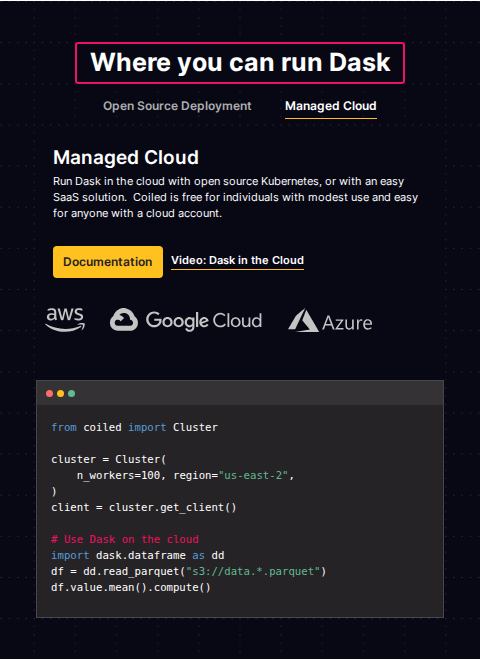 Where you can run Dask
Open Source Deployment Managed Cloud
Managed Cloud
Run Dask in the cloud with open source Kubernetes, or with an easy
SaaS solution. Coiled is free for individuals with modest use and easy
for anyone with a cloud account.
Documentation Video: Dask in the Cloud
aws Google Cloud Azure
from coiled import Cluster
cluster = Cluster(
    n_workers=100, region="us-east-2",
)
client = cluster.get_client()
# Use Dask on the cloud
import dask.dataframe as dd
df = dd.read_parquet("s3://data.*.parquet")
df.value.mean().compute()